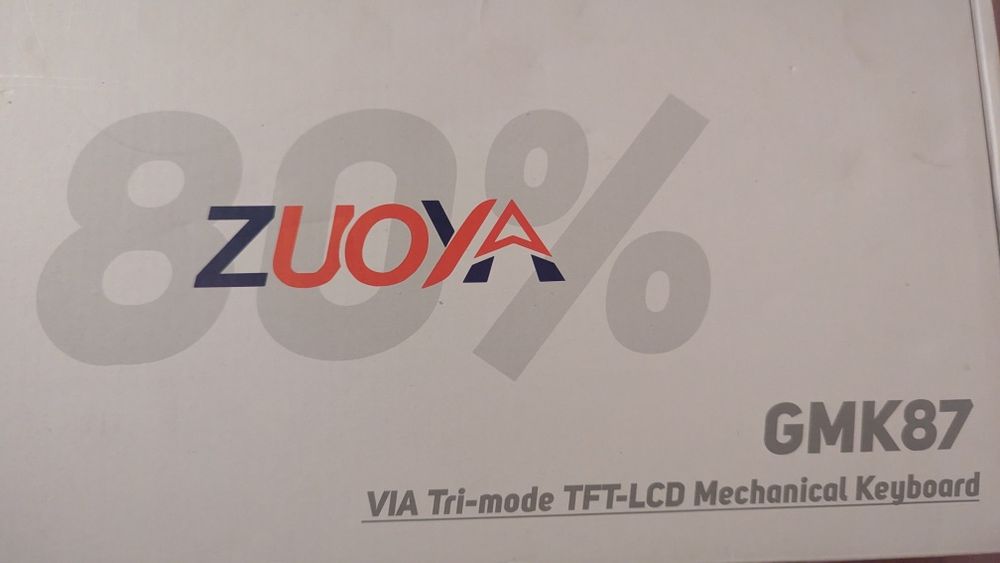 80%
ZUOYA
GMK87
VIA Tri-mode TFT-LCD Mechanical Keyboard